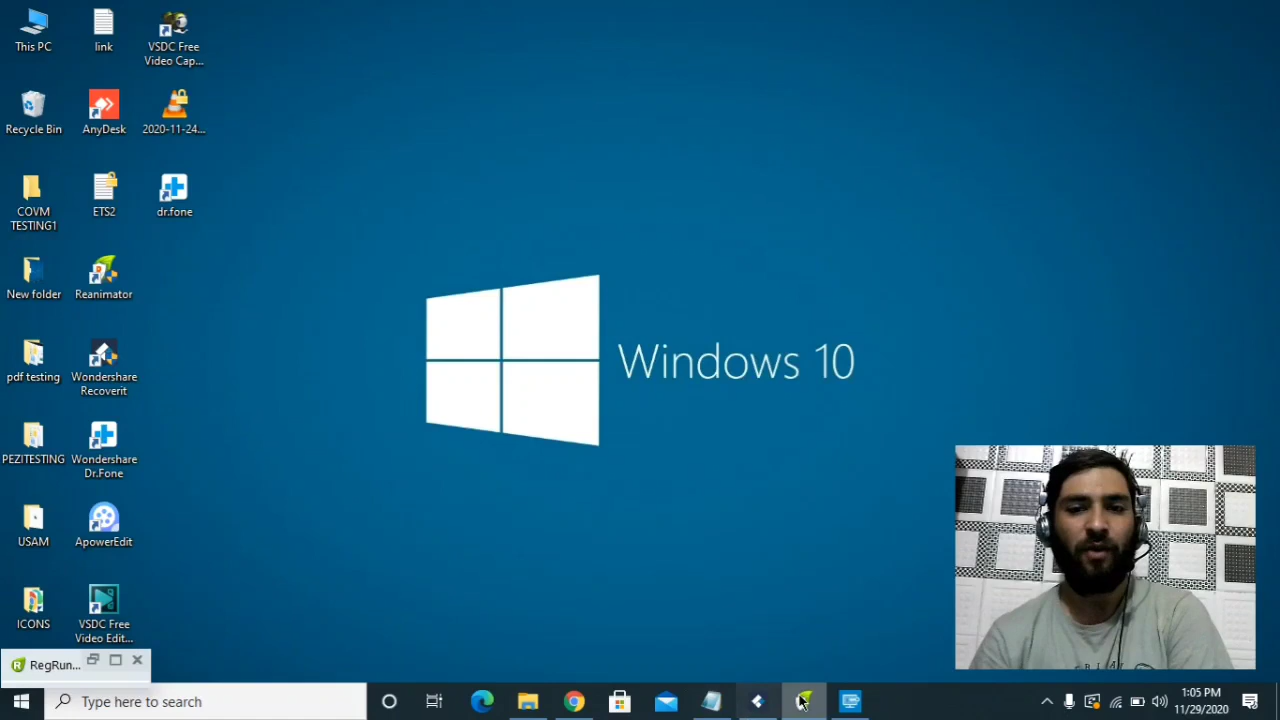 This PC
link
VSDC Free
Video Cap...
Recycle Bin
AnyDesk
2020-11-24...
COVM
TESTING1
ETS2
dr.fone
New folder
Reanimator
pdf testing
Wondershare
Recoverit
PEZITESTING
Wondershare
Dr.Fone
USAM
ApowerEdit
ICONS
VSDC Free
Video Edit...
Windows 10
RegRun...
Type here to search
1:05 PM
11/29/2020